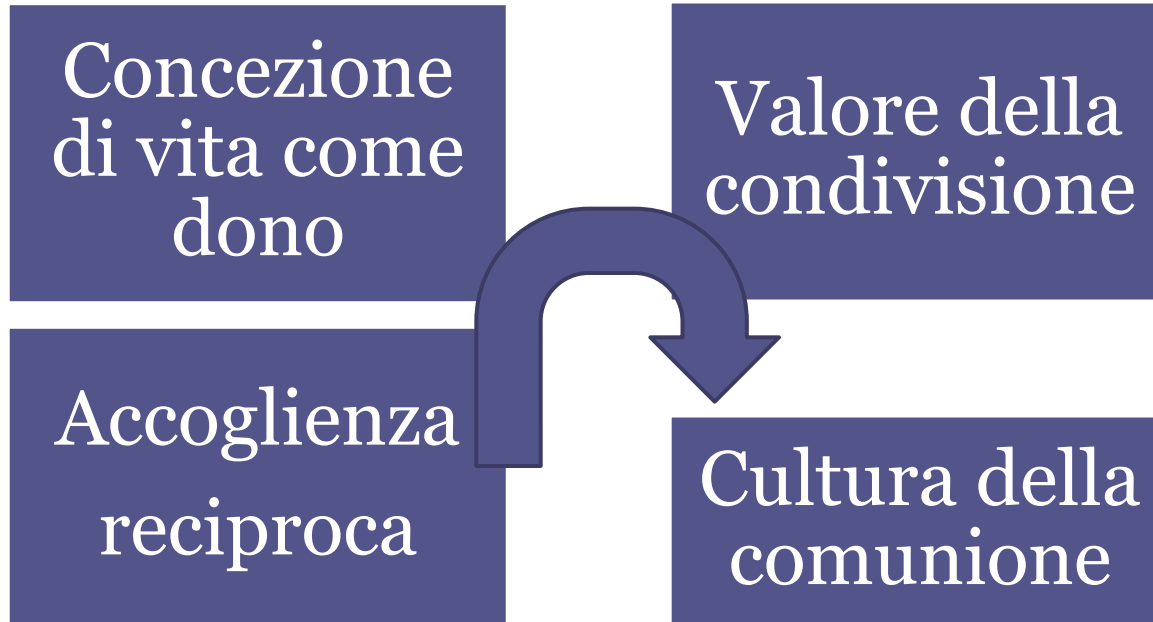 Concezione
di vita come
dono
Valore della
condivisione
Accoglienza
reciproca
Cultura della
comunione